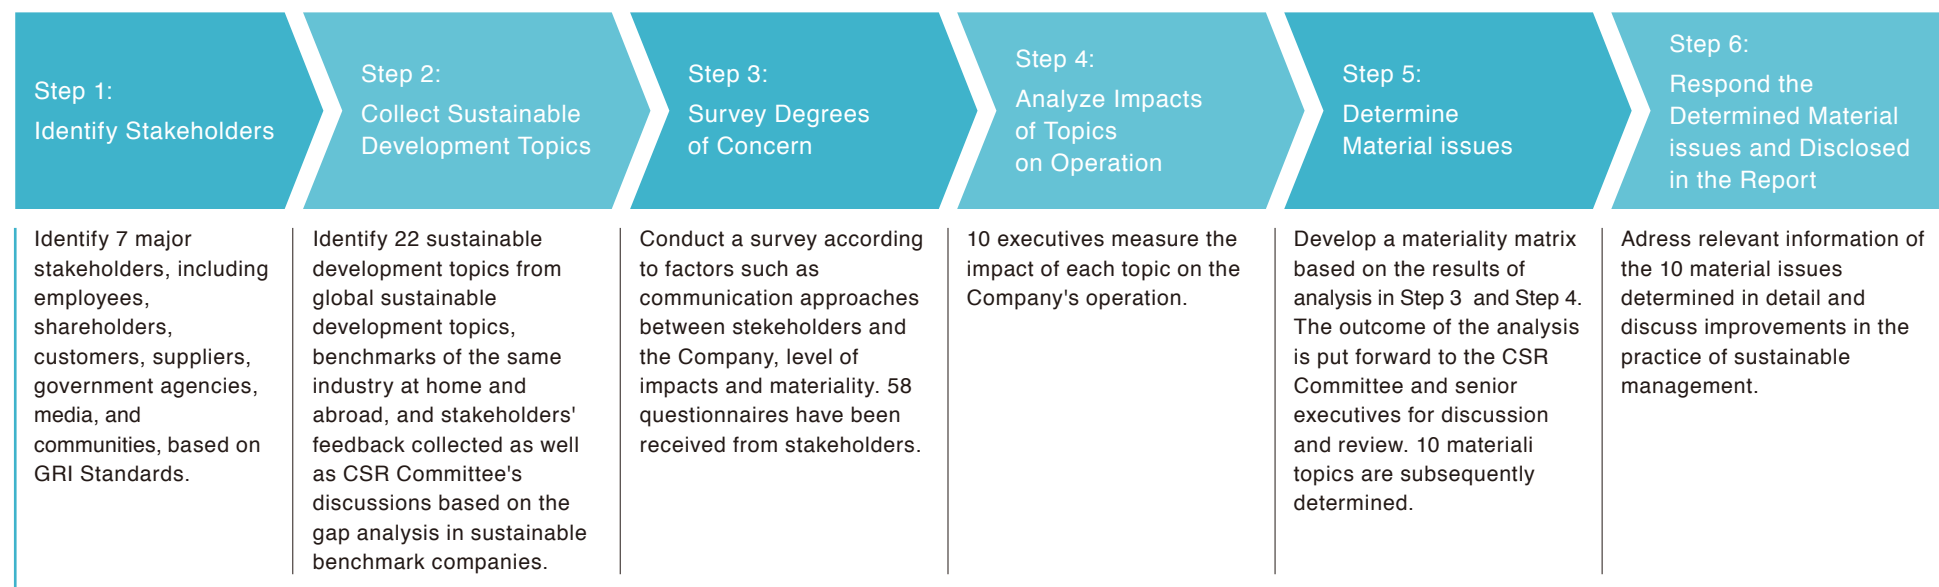 Step 1:
Identify Stakeholders
Step 2:
Collect Sustainable
Development Topics
Step 3:
Survey Degrees
of Concern
Step 4:
Analyze Impacts
of Topics
on Operation
Step 5:
Determine
Material issues
Step 6:
Respond the
Determined Material
issues and Disclosed
in the Report
Identify 7 major
stakeholders, including
employees,
shareholders,
customers, suppliers,
government agencies,
media, and
communities, based on
GRI Standards.
Identify 22 sustainable
development topics from
global sustainable
development topics,
benchmarks of the same
industry at home and
abroad, and stakeholders'
feedback collected as well
as CSR Committee's
discussions based on the
gap analysis in sustainable
benchmark companies.
Conduct a survey according
to factors such as
communication approaches
between stekeholders and
the Company, level of
impacts and materiality. 58
questionnaires have been
received from stakeholders.
10 executives measure the
impact of each topic on the
Company's operation.
Develop a materiality matrix
based on the results of
analysis in Step 3 and Step 4.
The outcome of the analysis
is put forward to the CSR
Committee and senior
executives for discussion
and review. 10 materiali
topics are subsequently
determined.
Adress relevant information of
the 10 material issues
determined in detail and
discuss improvements in the
practice of sustainable
management.